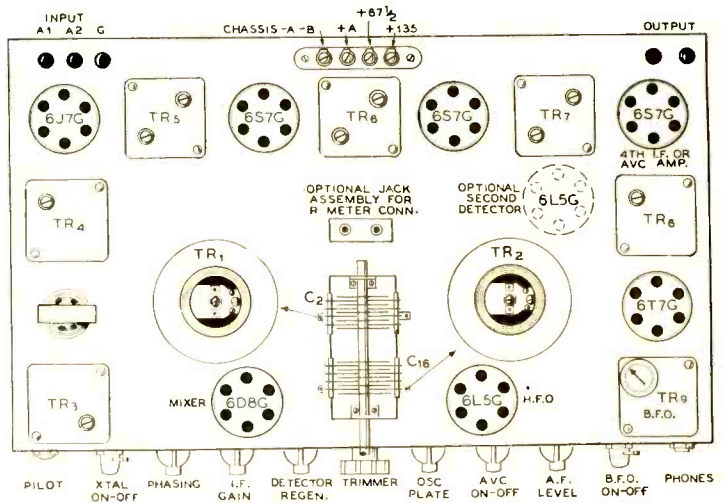 INPUT
A1 A2 G
CHASSIS -A -B +A +67½ +135
OUTPUT
6J7G
TR5
6S7G
TR6
6S7G
TR7
6S7G
4TH I.F. OR
AVC AMP.
TR4
OPTIONAL JACK
ASSEMBLY FOR
R METER CONN.
OPTIONAL
SECOND
DETECTOR
6L5G
TR6
TR1
TR2
C2
6T7G
C16
TR3
MIXER
6D8G
6L5G
H.F.O
TR9
B.F.O.
PILOT
XTAL
ON-OFF
PHASING
I.F.
GAIN
DETECTOR
REGEN.
TRIMMER
OSC
PLATE
AVC
ON-OFF
A.F.
LEVEL
B.F.O.
ON-OFF
PHONES